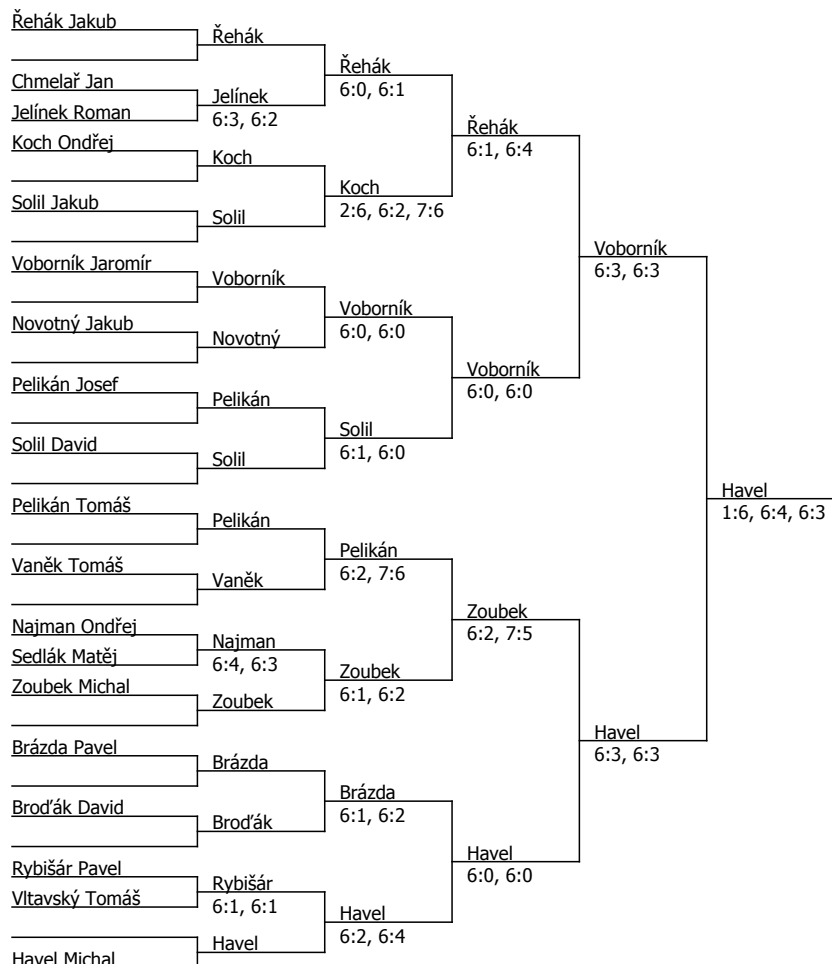 Řehák Jakub
Řehák
Řehák
6:0, 6:1
Chmelař Jan
Jelínek
6:3, 6:2
Jelínek Roman
Řehák
6:1, 6:4
Koch Ondřej
Koch
Koch
2:6, 6:2, 7:6
Solil Jakub
Solil
Voborník
6:3, 6:3
Voborník Jaromír
Voborník
Voborník
6:0, 6:0
Novotný Jakub
Novotný
Voborník
6:0, 6:0
Pelikán Josef
Pelikán
Solil
6:1, 6:0
Solil David
Solil
Havel
1:6, 6:4, 6:3
Pelikán Tomáš
Pelikán
Pelikán
6:2, 7:6
Vaněk Tomáš
Vaněk
Zoubek
6:2, 7:5
Najman Ondřej
Najman
6:4, 6:3
Sedlák Matěj
Zoubek
6:1, 6:2
Zoubek Michal
Zoubek
Havel
6:3, 6:3
Brázda Pavel
Brázda
Brázda
6:1, 6:2
Broďák David
Broďák
Havel
6:0, 6:0
Rybišár Pavel
Rybišár
6:1, 6:1
Vltavský Tomáš
Havel
6:2, 6:4
Havel
Havel Michal